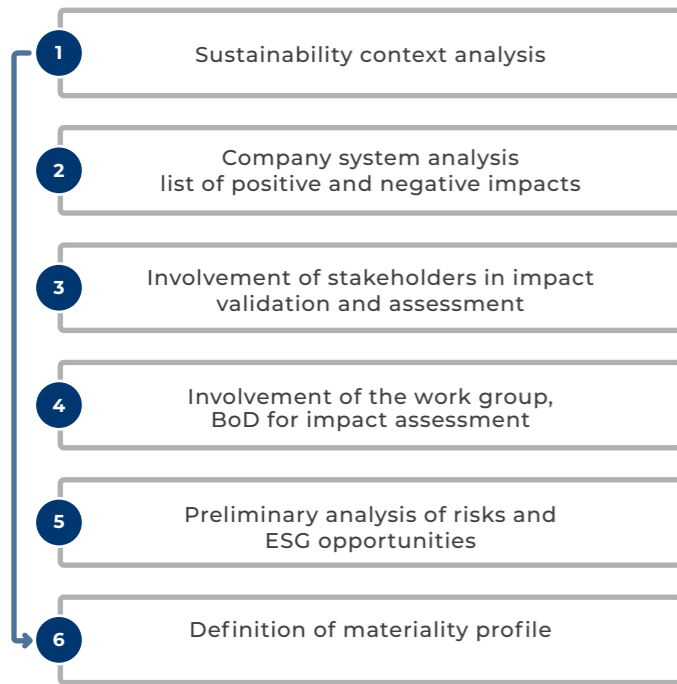 1
Sustainability context analysis
2
Company system analysis
list of positive and negative impacts
3
Involvement of stakeholders in impact
validation and assessment
4
Involvement of the work group,
BoD for impact assessment
5
Preliminary analysis of risks and
ESG opportunities
6
Definition of materiality profile